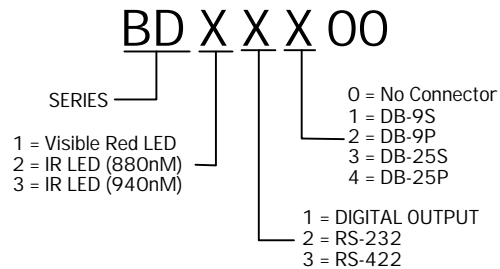 BD X X X 00
SERIES
0 = No Connector
1 = DB-9S
2 = DB-9P
3 = DB-25S
4 = DB-25P
1 = Visible Red LED
2 = IR LED (880nM)
3 = IR LED (940nM)
1 = DIGITAL OUTPUT
2 = RS-232
3 = RS-422